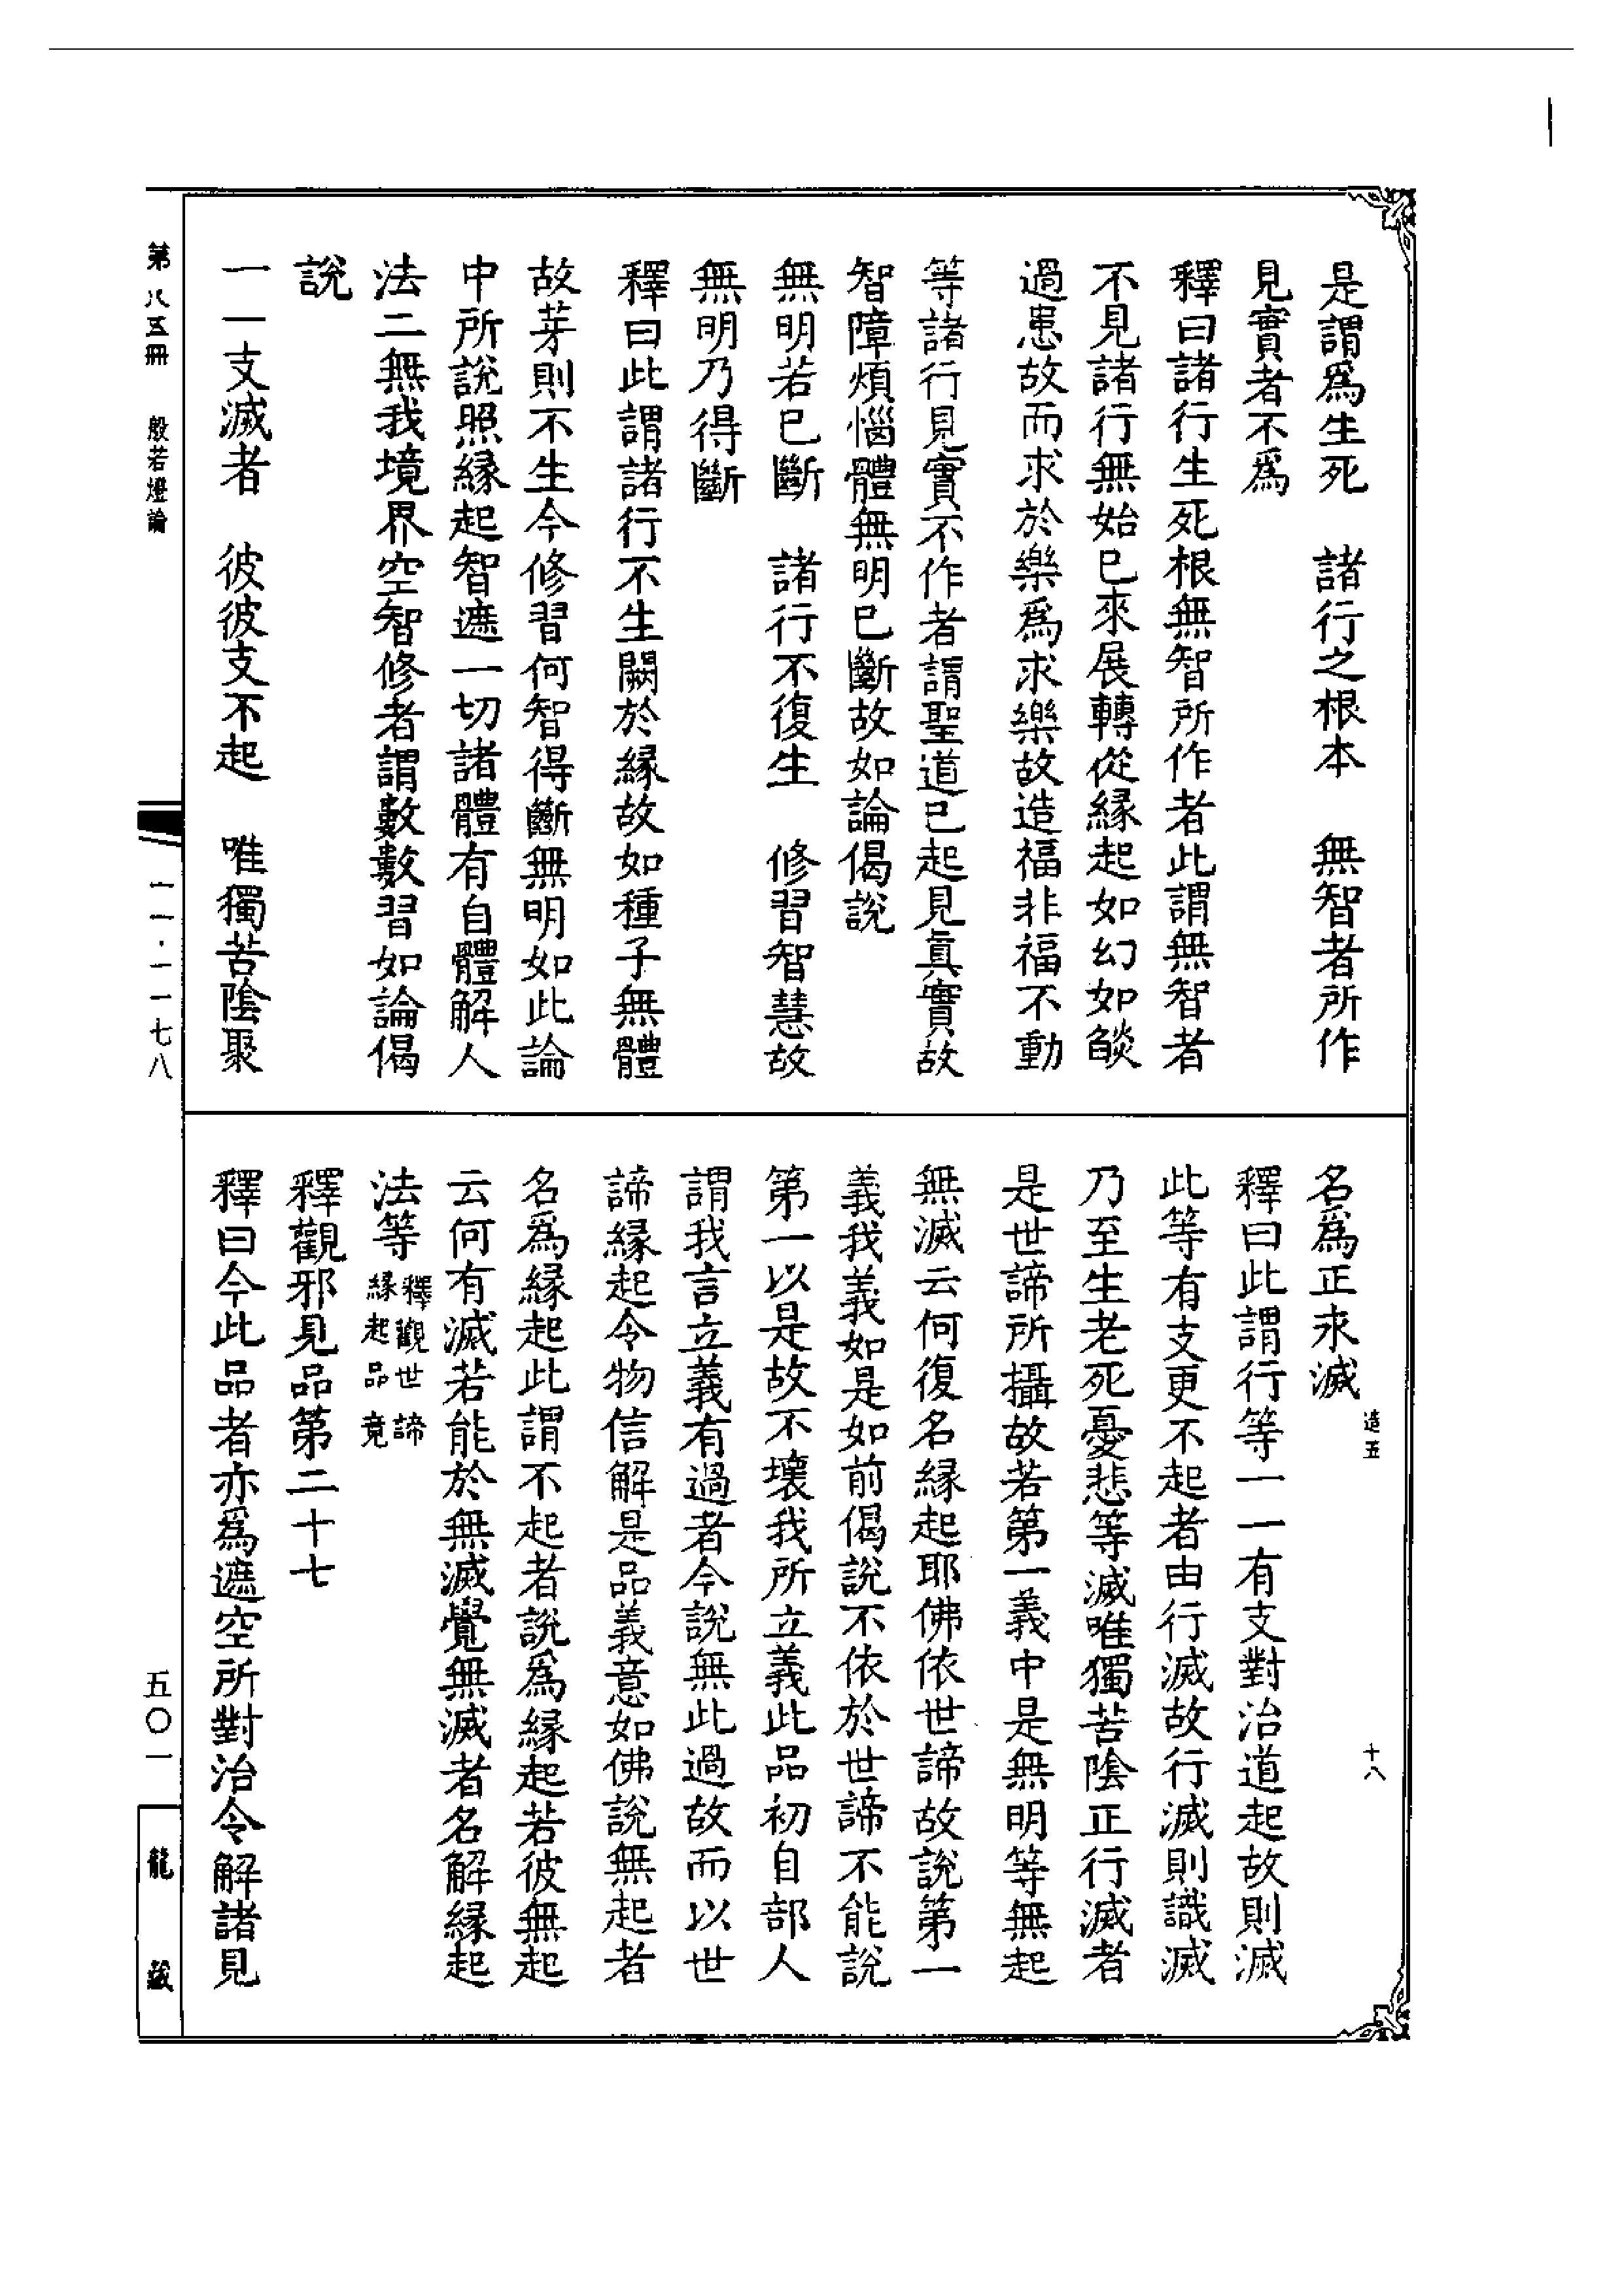 是謂爲生死　諸行之根本　無智者所作
見實者不爲
釋曰諸行生死根無智所作者此謂無智者
不見諸行無始已來展轉從緣起如幻如𦦨
過患故而求於樂爲求樂故造福非福不動
等諸行見實不作者謂聖道已起見真實故
智障煩惱體無明已斷故如論偈說
無明若已斷　諸行不復生　修習智慧故
無明乃得斷
釋曰此謂諸行不生闕於緣故如種子無體
故芽則不生今修習何智得斷無明如此論
中所說照緣起智遮一切諸體有自體解人
法二無我境界空智修者謂數數習如論偈
說
一一支滅者　彼彼支不起　唯獨苦陰聚
名爲正永滅
釋曰此謂行等一一有支對治道起故則滅
此等有支更不起者由行滅故行滅則識滅
乃至生老死憂悲等滅唯獨苦陰正行滅者
是世諦所攝故若第一義中是無明等無起
無滅云何復名緣起耶佛依世諦故說第一
義我義如是如前偈說不依於世諦不能說
第一以是故不壞我所立義此品初自部人
謂我言立義有過者今說無此過故而以世
諦緣起令物信解是品義意如佛說無起者
名爲緣起此謂不起者說爲緣起若彼無起
云何有滅若能於無滅覺無滅者名解緣起
法等釋觀世諦緣起品竟
釋觀邪見品第二十七
釋曰今此品者亦爲遮空所對治令解諸見
造五
十八
第八五冊　般若燈論
一一·一一七八
五〇一
龍藏